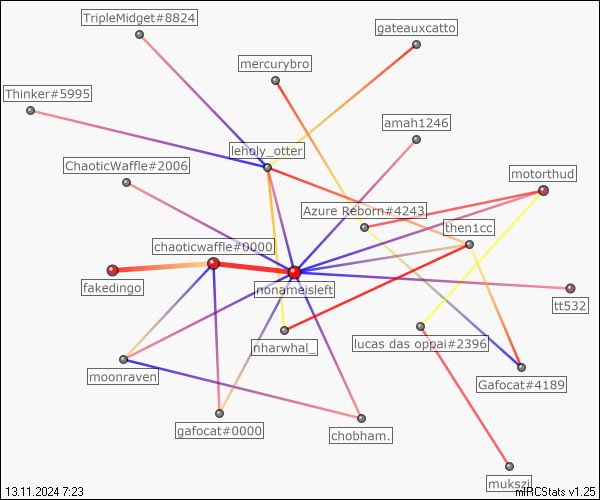 TripleMidget#8824
gateauxcatto
mercurybro
Thinker#5995
amah1246
leholy_otter
ChaoticWaffle#2006
motorthud
Azure Reborn#4243
then1cc
chaoticwaffle#0000
fakedingo
nonameisleft
tt532
nharwhal_
lucas das oppai#2396
moonraven
Gafocat#4189
gafocat#0000
chobham.
mukszi
13.11.2024 7:23
mIRCStats v1.25